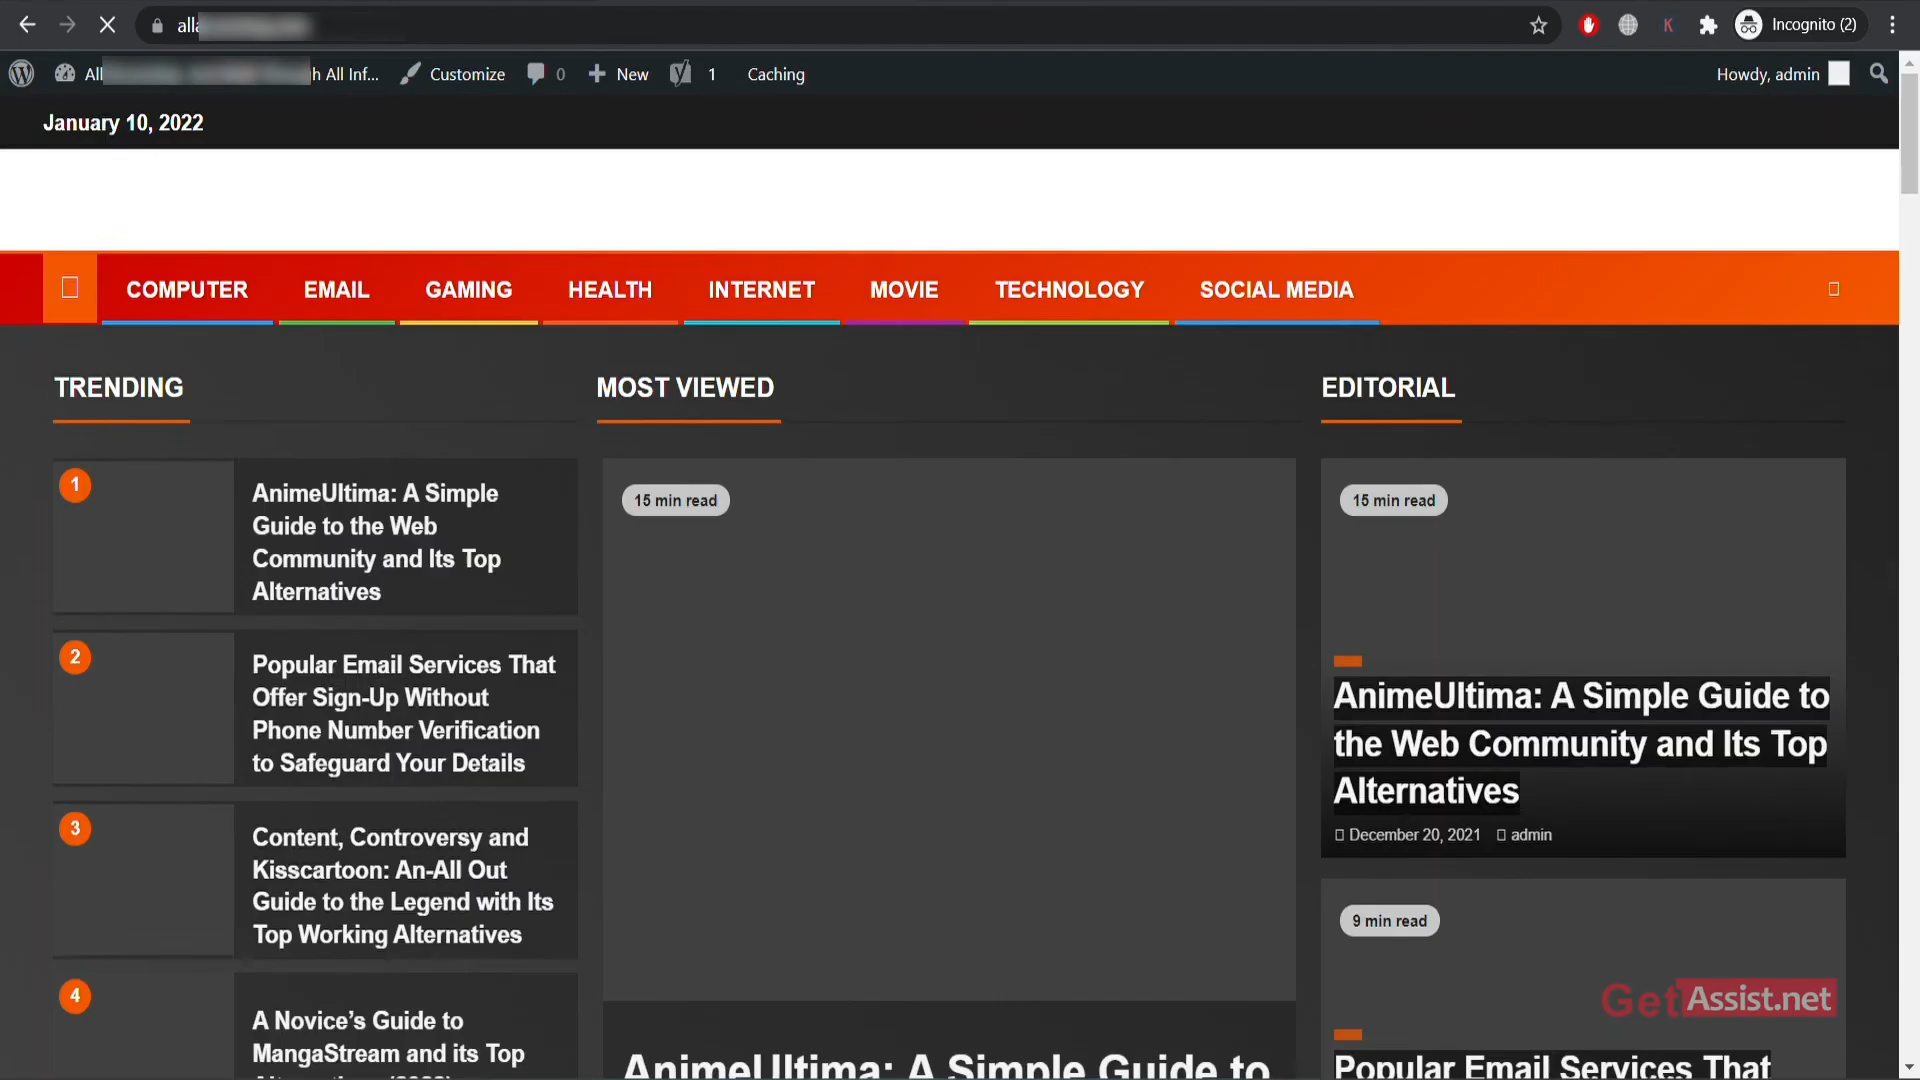 alla
Incognito (2)
All
h All Inf...
Customize
0
New
1
Caching
Howdy, admin
January 10, 2022
COMPUTER
EMAIL
GAMING
HEALTH
INTERNET
MOVIE
TECHNOLOGY
SOCIAL MEDIA
TRENDING
1
AnimeUltima: A Simple
Guide to the Web
Community and Its Top
Alternatives
2
Popular Email Services That
Offer Sign-Up Without
Phone Number Verification
to Safeguard Your Details
3
Content, Controversy and
Kisscartoon: An-All Out
Guide to the Legend with Its
Top Working Alternatives
4
A Novice’s Guide to
MangaStream and its Top
MOST VIEWED
15 min read
AnimeUltima: A Simple Guide to
EDITORIAL
15 min read
AnimeUltima: A Simple Guide to
the Web Community and Its Top
Alternatives
December 20, 2021 admin
9 min read
Popular Email Services That
GetAssist.net